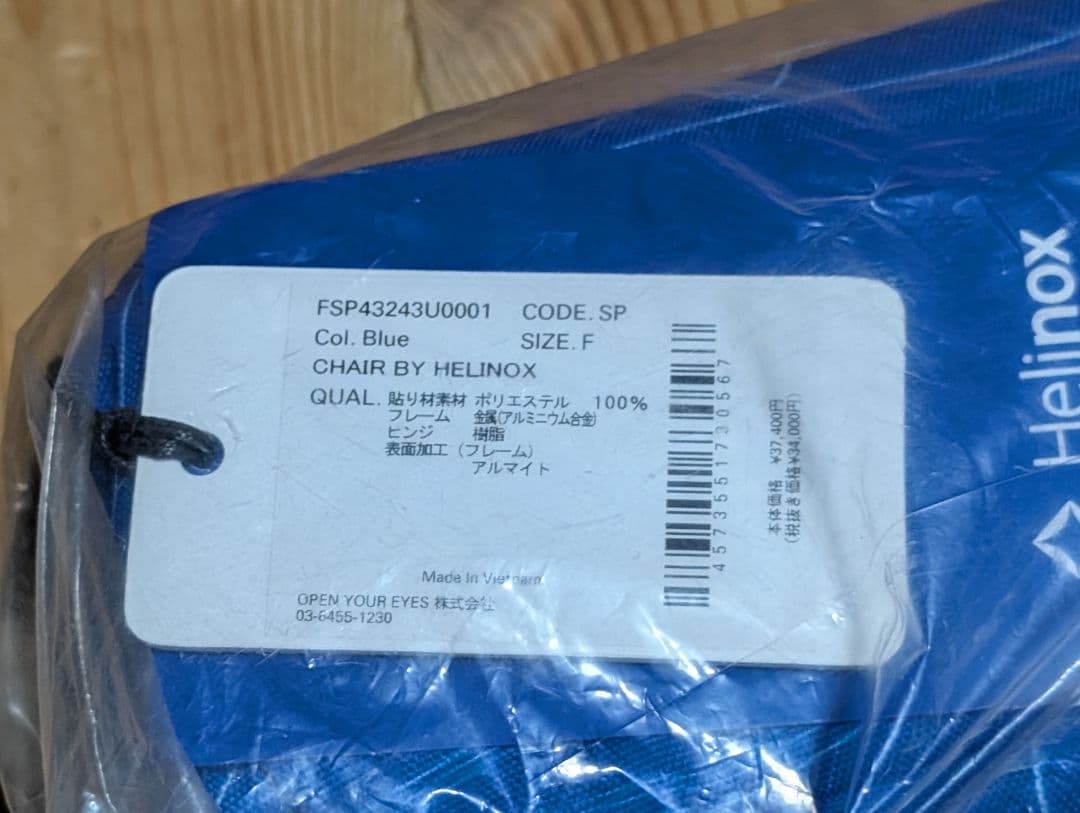 FSP43243U0001 CODE. SP
Col. Blue SIZE. F
CHAIR BY HELINOX
QUAL. 貼り材素材 ポリエステル 100%
フレーム 金属(アルミニウム合金)
ヒンジ 樹脂
表面加工 (フレーム)
アルマイト
Made In Vietnam
OPEN YOUR EYES 株式会社
03-6455-1230
4573551730567
本体価格 ¥37,400円
(税抜き価格¥34,000円)
Helinox